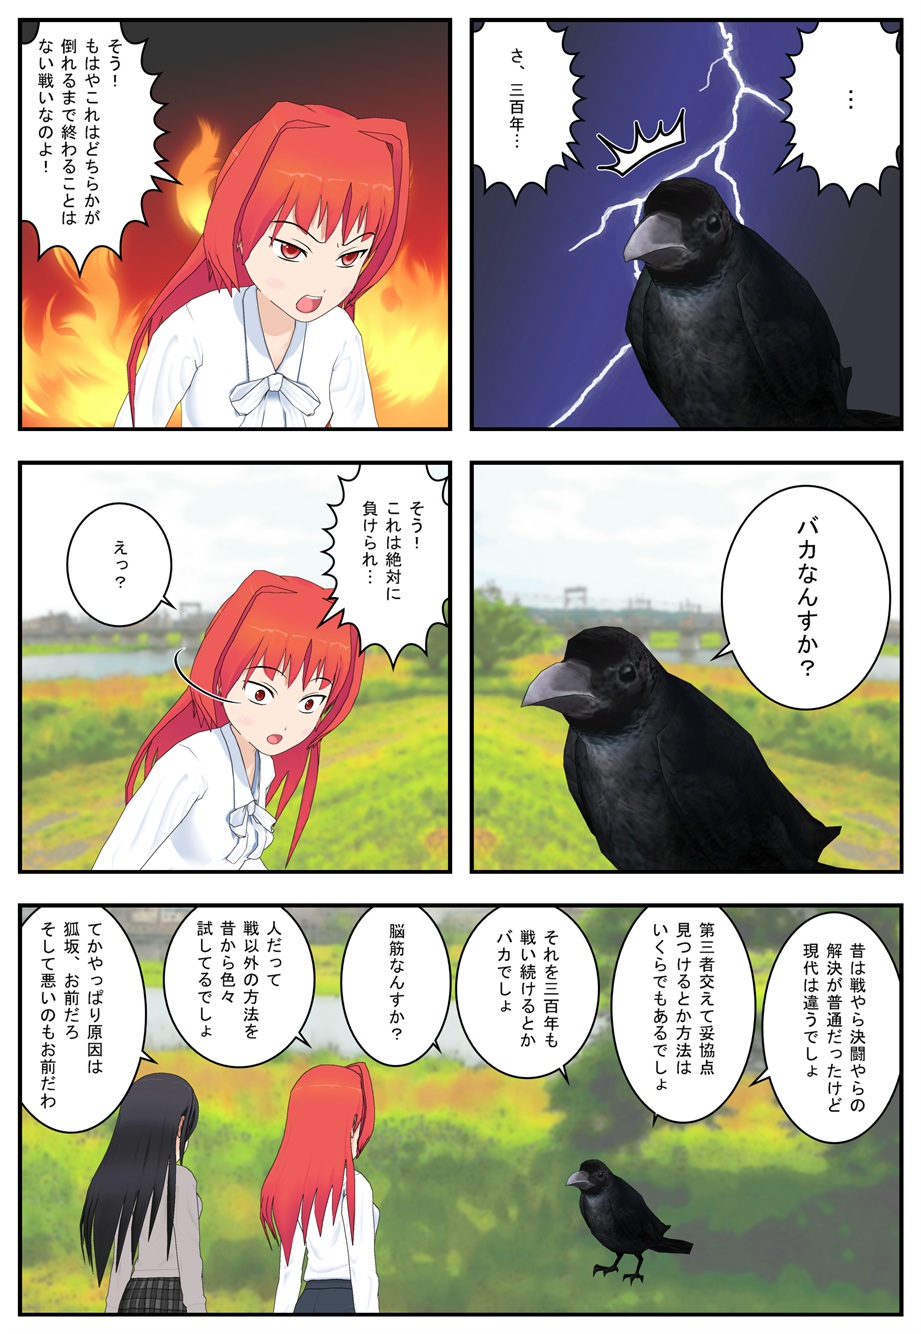 …
さ、三百年…
そう！
もはやこれはどちらかが
倒れるまで終わることは
ない戦いなのよ！
バカなんすか？
そう！
これは絶対に
負けられ…
えっ？
昔は戦やら決闘やらの
解決が普通だったけど
現代は違うでしょ
第三者交えて妥協点
見つけるとか方法は
いくらでもあるでしょ
それを三百年も
戦い続けるとか
バカでしょ
脳筋なんすか？
人だって
戦以外の方法を
昔から色々
試してるでしょ
てかやっぱり原因は
狐坂、お前だろ
そして悪いのもお前だわ